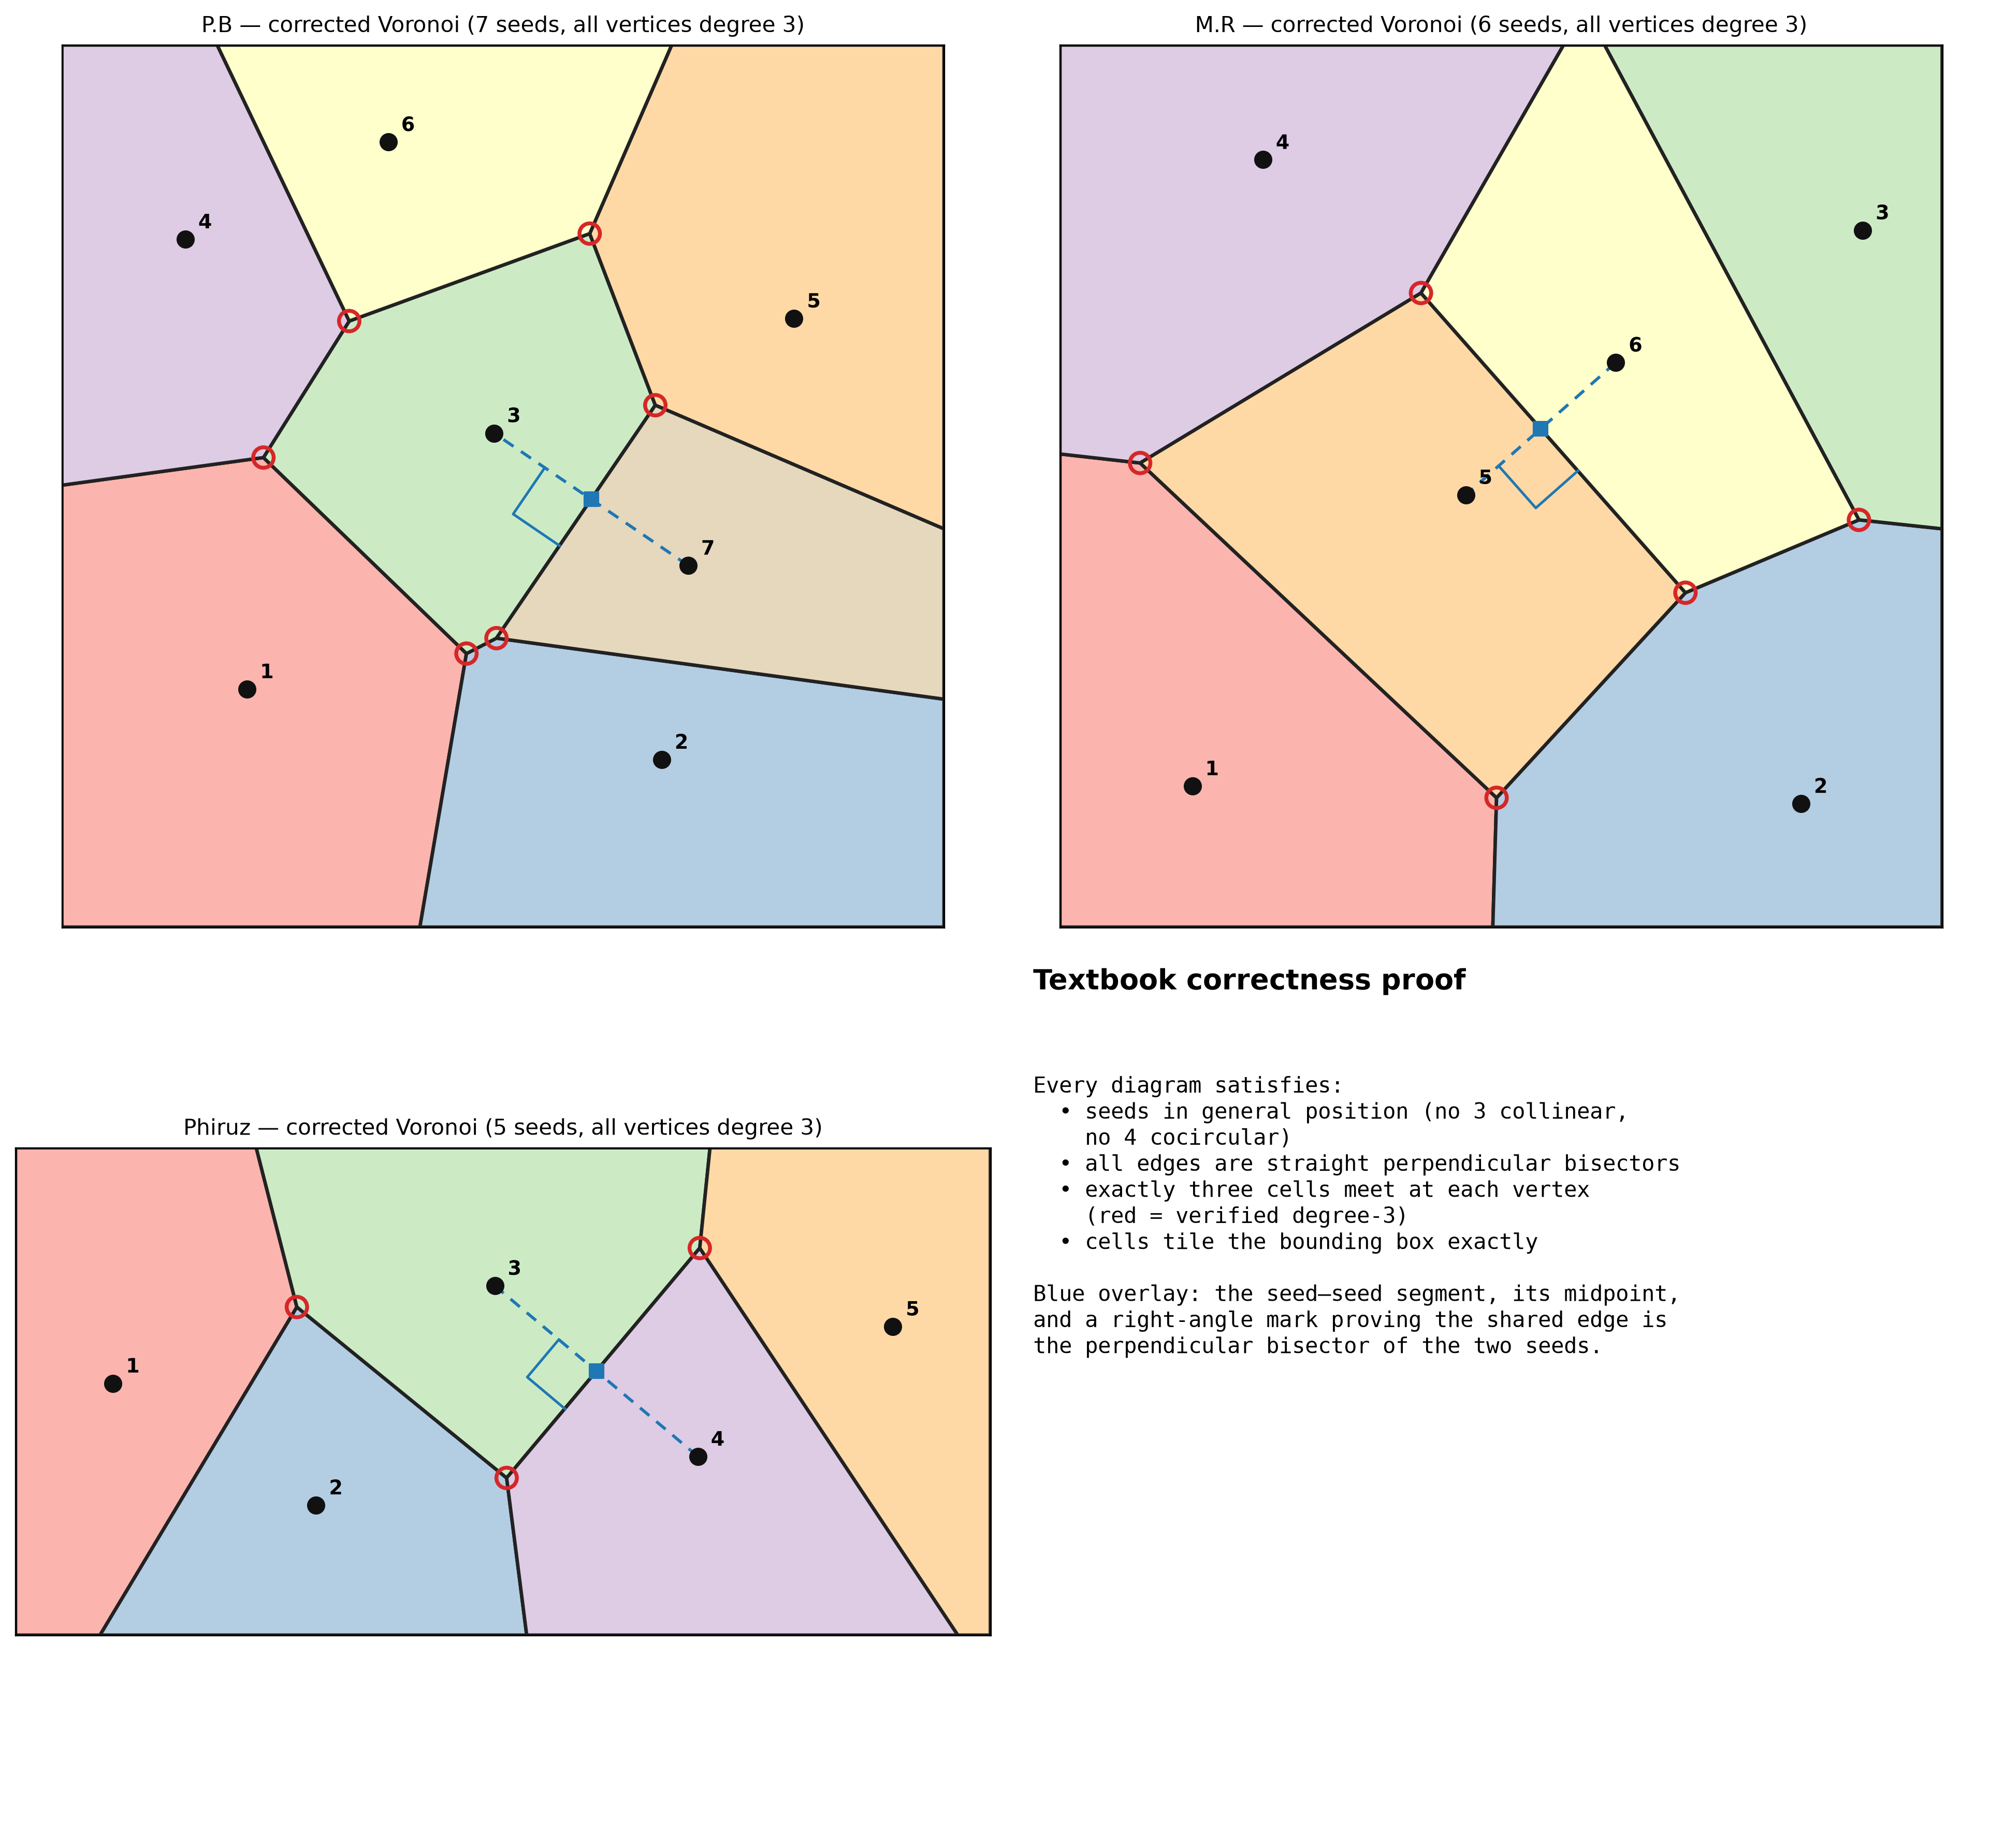 P.B — corrected Voronoi (7 seeds, all vertices degree 3)
6
4
5
3
7
1
2
M.R — corrected Voronoi (6 seeds, all vertices degree 3)
4
3
6
5
1
2
Phiruz — corrected Voronoi (5 seeds, all vertices degree 3)
3
5
1
4
2
Textbook correctness proof
Every diagram satisfies:
• seeds in general position (no 3 collinear,
no 4 cocircular)
• all edges are straight perpendicular bisectors
• exactly three cells meet at each vertex
(red = verified degree-3)
• cells tile the bounding box exactly
Blue overlay: the seed–seed segment, its midpoint,
and a right-angle mark proving the shared edge is
the perpendicular bisector of the two seeds.